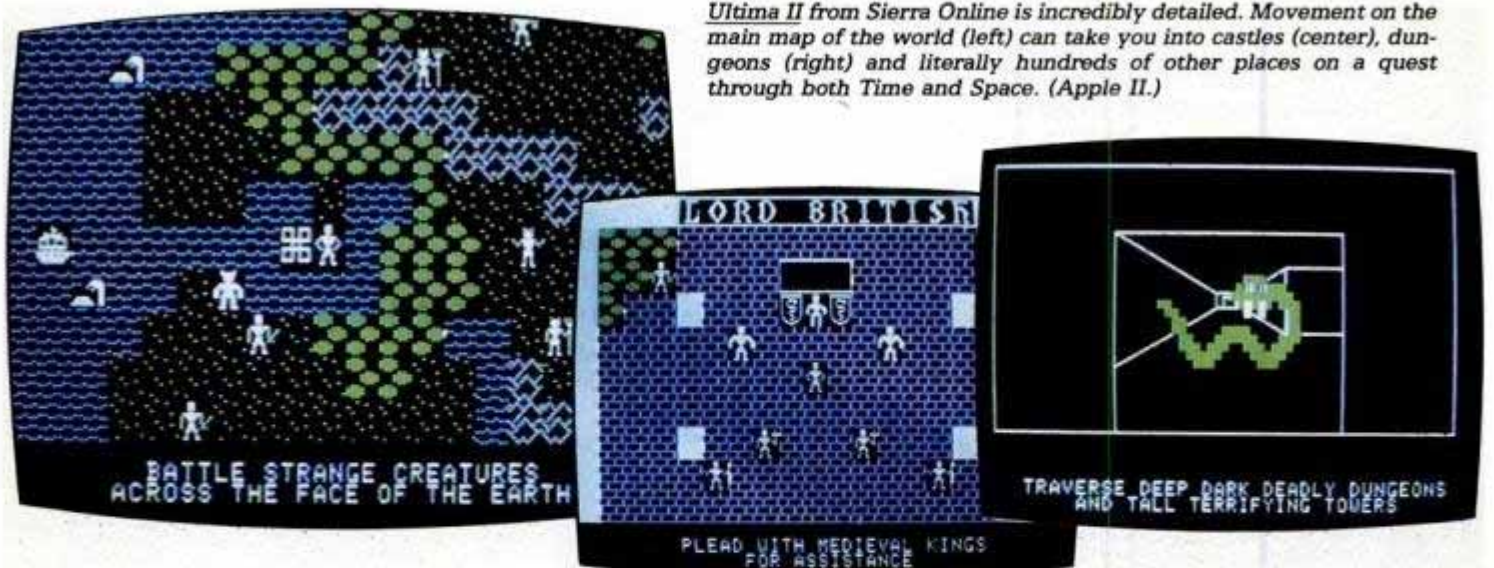 Ultima II from Sierra Online is incredibly detailed. Movement on the
main map of the world (left) can take you into castles (center), dun-
geons (right) and literally hundreds of other places on a quest
through both Time and Space. (Apple II.)
BATTLE STRANGE CREATURES
ACROSS THE FACE OF THE EARTH
LORD BRITISh
PLEAD WITH MEDIEVAL KINGS
FOR ASSISTANCE
TRAVERSE DEEP DARK DEADLY DUNGEONS
AND TALL TERRIFYING TOWERS